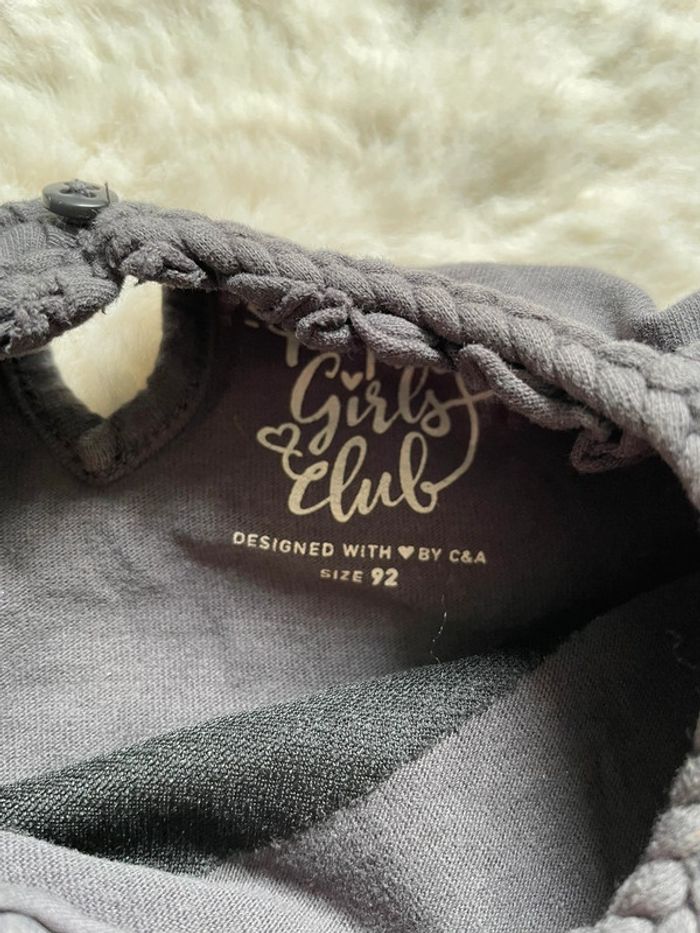 Girls
Club
DESIGNED WITH ♥ BY C&A
SIZE 92